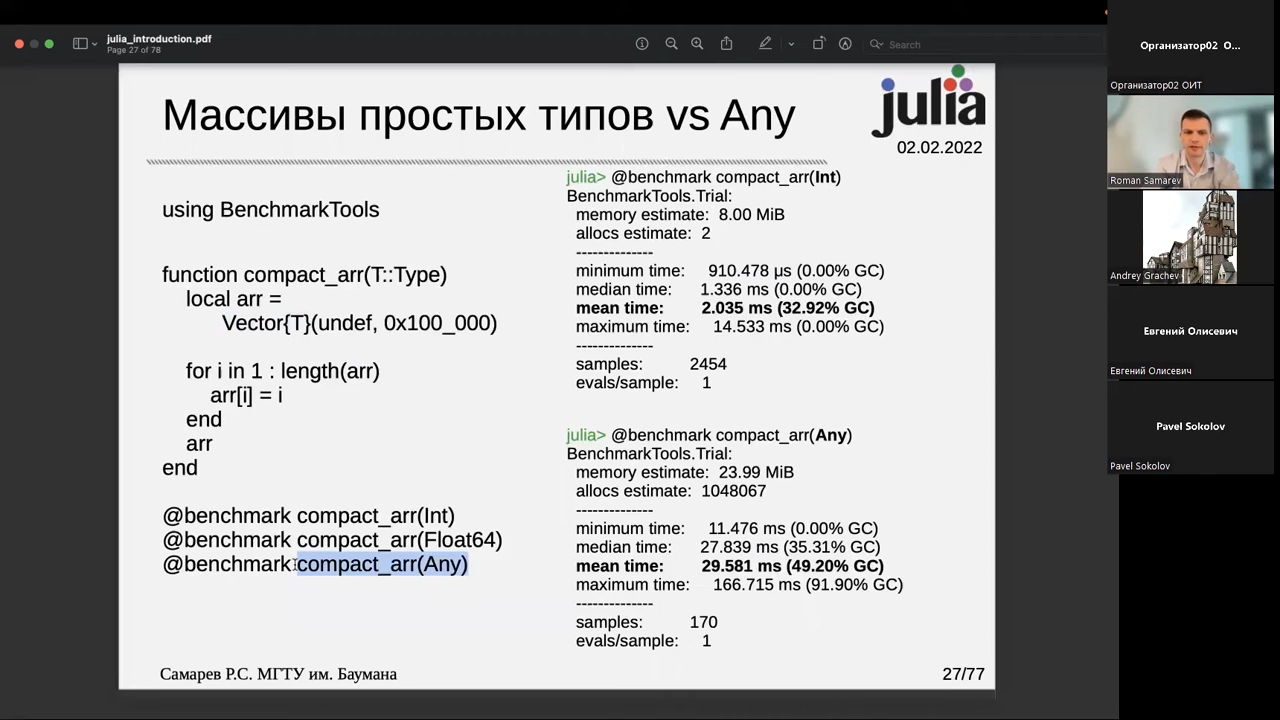 julia_introduction.pdf
Page 27 of 78
Search
Массивы простых типов vs Any
julia
02.02.2022
using BenchmarkTools
function compact_arr(T::Type)
local arr =
Vector{T}(undef, 0x100_000)
for i in 1 : length(arr)
arr[i] = i
end
arr
end
@benchmark compact_arr(Int)
@benchmark compact_arr(Float64)
@benchmark compact_arr(Any)
julia> @benchmark compact_arr(Int)
BenchmarkTools.Trial:
memory estimate: 8.00 MiB
allocs estimate: 2
--------------
minimum time: 910.478 μs (0.00% GC)
median time: 1.336 ms (0.00% GC)
mean time: 2.035 ms (32.92% GC)
maximum time: 14.533 ms (0.00% GC)
--------------
samples: 2454
evals/sample: 1
julia> @benchmark compact_arr(Any)
BenchmarkTools.Trial:
memory estimate: 23.99 MiB
allocs estimate: 1048067
--------------
minimum time: 11.476 ms (0.00% GC)
median time: 27.839 ms (35.31% GC)
mean time: 29.581 ms (49.20% GC)
maximum time: 166.715 ms (91.90% GC)
--------------
samples: 170
evals/sample: 1
Самарев Р.С. МГТУ им. Баумана
27/77
Организатор02 О...
Организатор02 ОИТ
Roman Samarev
Andrey Grachev
Евгений Олисевич
Евгений Олисевич
Pavel Sokolov
Pavel Sokolov